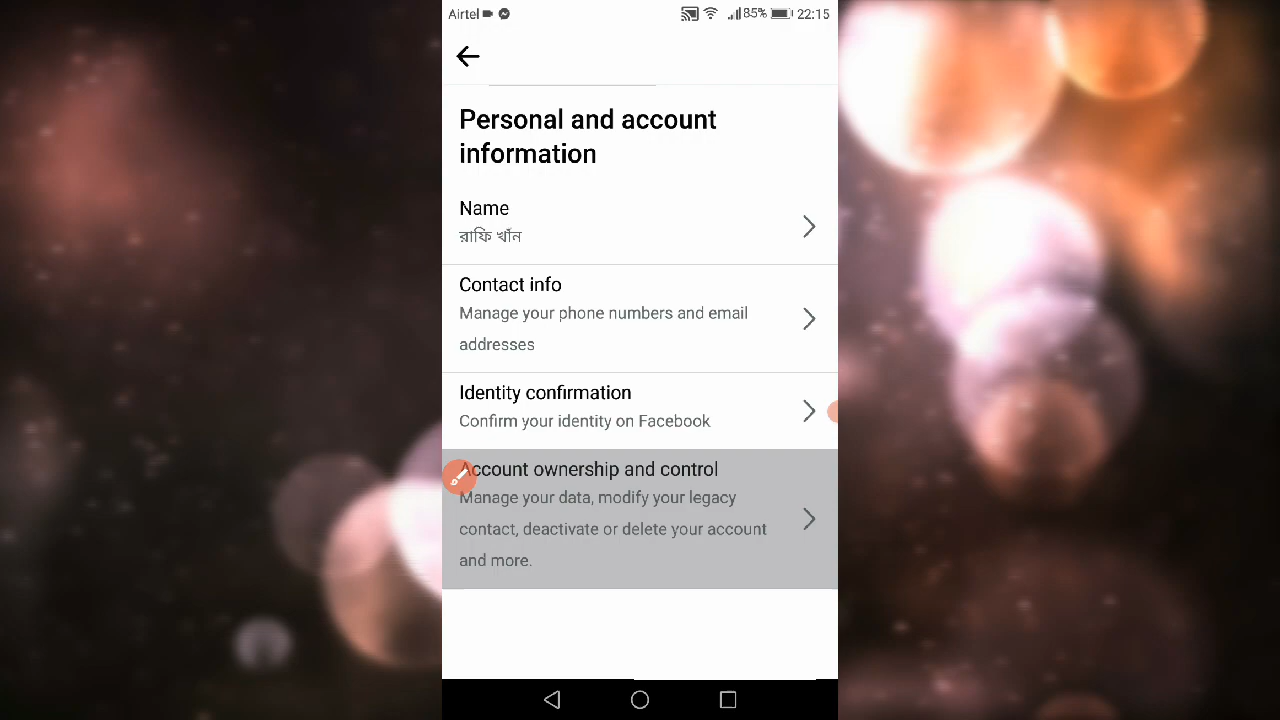 Airtel 85% 22:15
Personal and account
information
Name
রাফি খাঁন
Contact info
Manage your phone numbers and email
addresses
Identity confirmation
Confirm your identity on Facebook
Account ownership and control
Manage your data, modify your legacy
contact, deactivate or delete your account
and more.